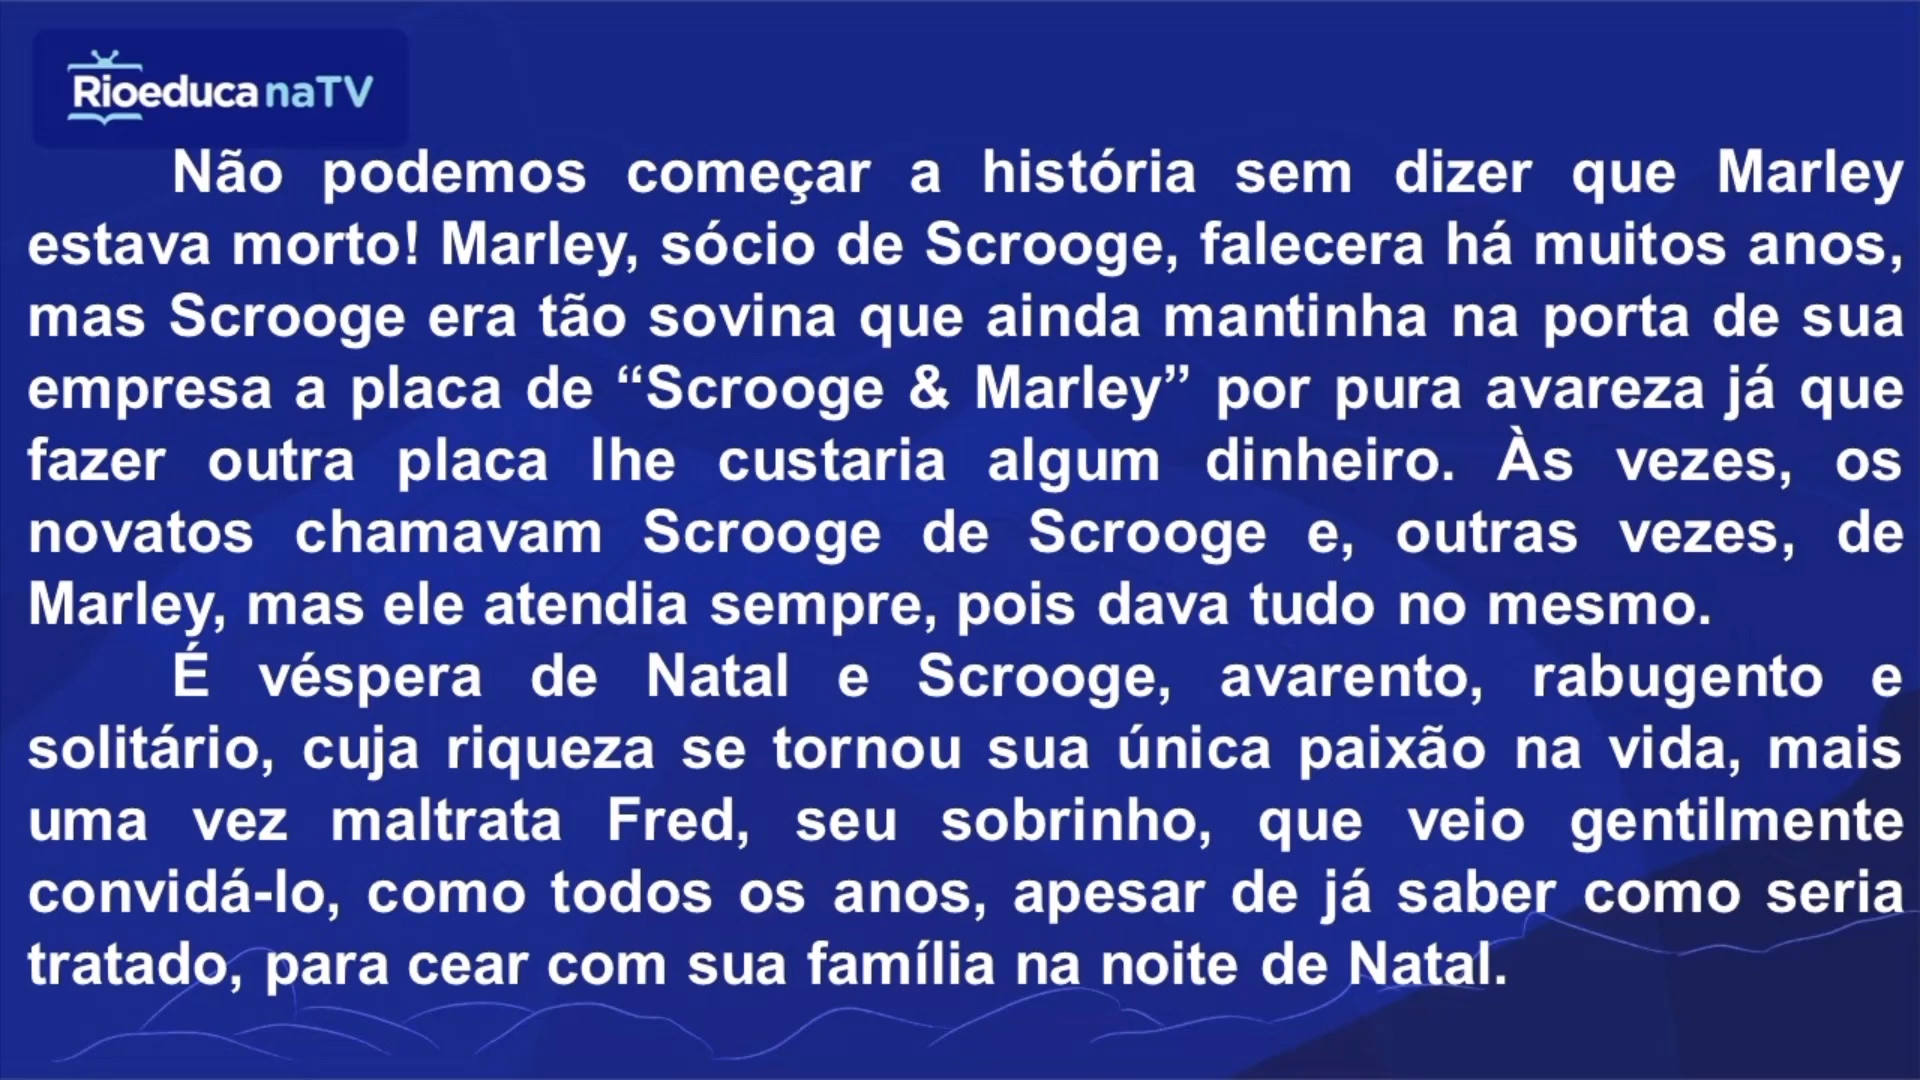 Rioeduca na TV
Não podemos começar a história sem dizer que Marley
estava morto! Marley, sócio de Scrooge, falecera há muitos anos,
mas Scrooge era tão sovina que ainda mantinha na porta de sua
empresa a placa de “Scrooge & Marley” por pura avareza já que
fazer outra placa lhe custaria algum dinheiro. Às vezes, os
novatos chamavam Scrooge de Scrooge e, outras vezes, de
Marley, mas ele atendia sempre, pois dava tudo no mesmo.
É véspera de Natal e Scrooge, avarento, rabugento e
solitário, cuja riqueza se tornou sua única paixão na vida, mais
uma vez maltrata Fred, seu sobrinho, que veio gentilmente
convidá-lo, como todos os anos, apesar de já saber como seria
tratado, para cear com sua família na noite de Natal.